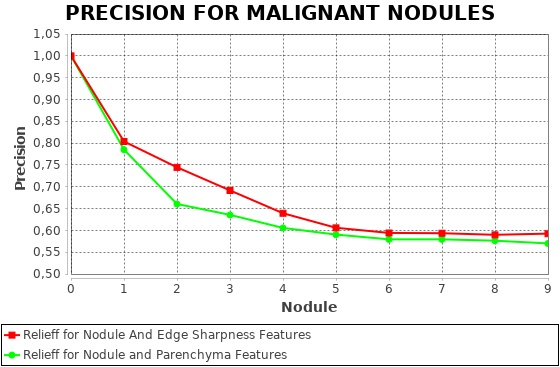 PRECISION FOR MALIGNANT NODULES
1,05
1,00
0,95
0,90
0,85
0,80
0,75
0,70
0,65
0,60
0,55
0,50
Precision
0 1 2 3 4 5 6 7 8 9
Nodule
Relieff for Nodule And Edge Sharpness Features
Relieff for Nodule and Parenchyma Features